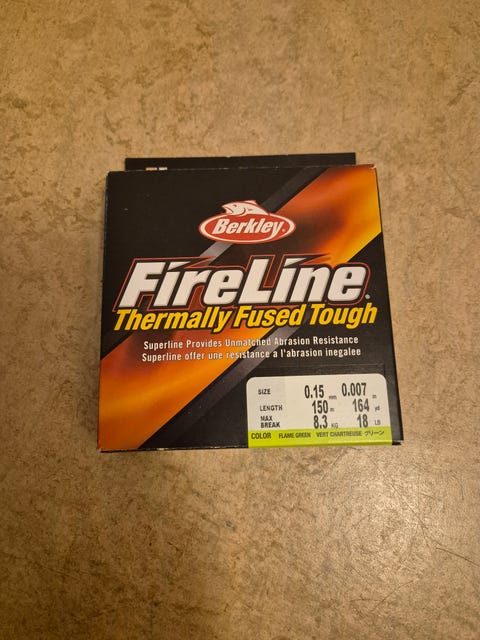 Berkley®
FireLine®
Thermally Fused Tough
Superline Provides Unmatched Abrasion Resistance
Superline offer une resistance a l'abrasion inegalee
SIZE 0.15 mm 0.007 in
LENGTH 150 m 164 yd
MAX BREAK 8.3 KG 18 LB
COLOR FLAME GREEN VERT CHARTREUSE グリーン